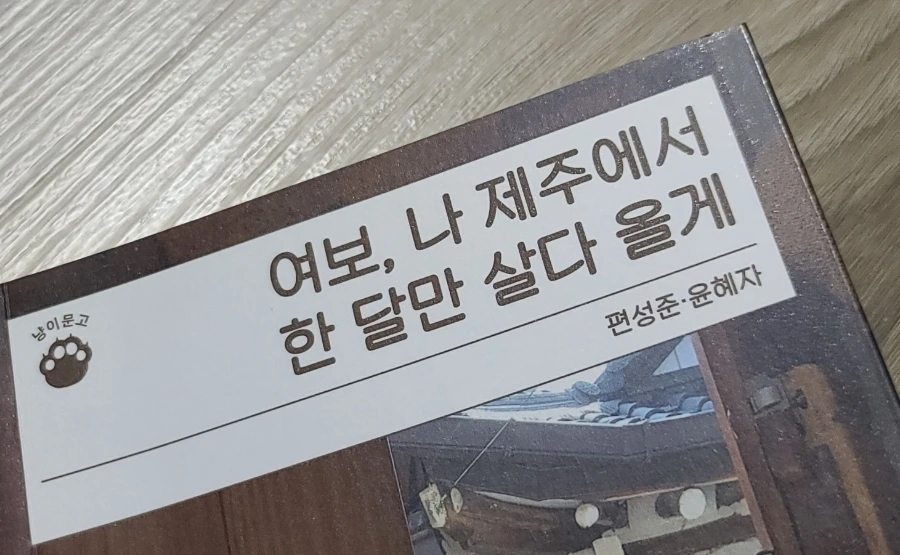 여보, 나 제주에서
한 달만 살다 올게
편성준·윤혜자
냥이문고